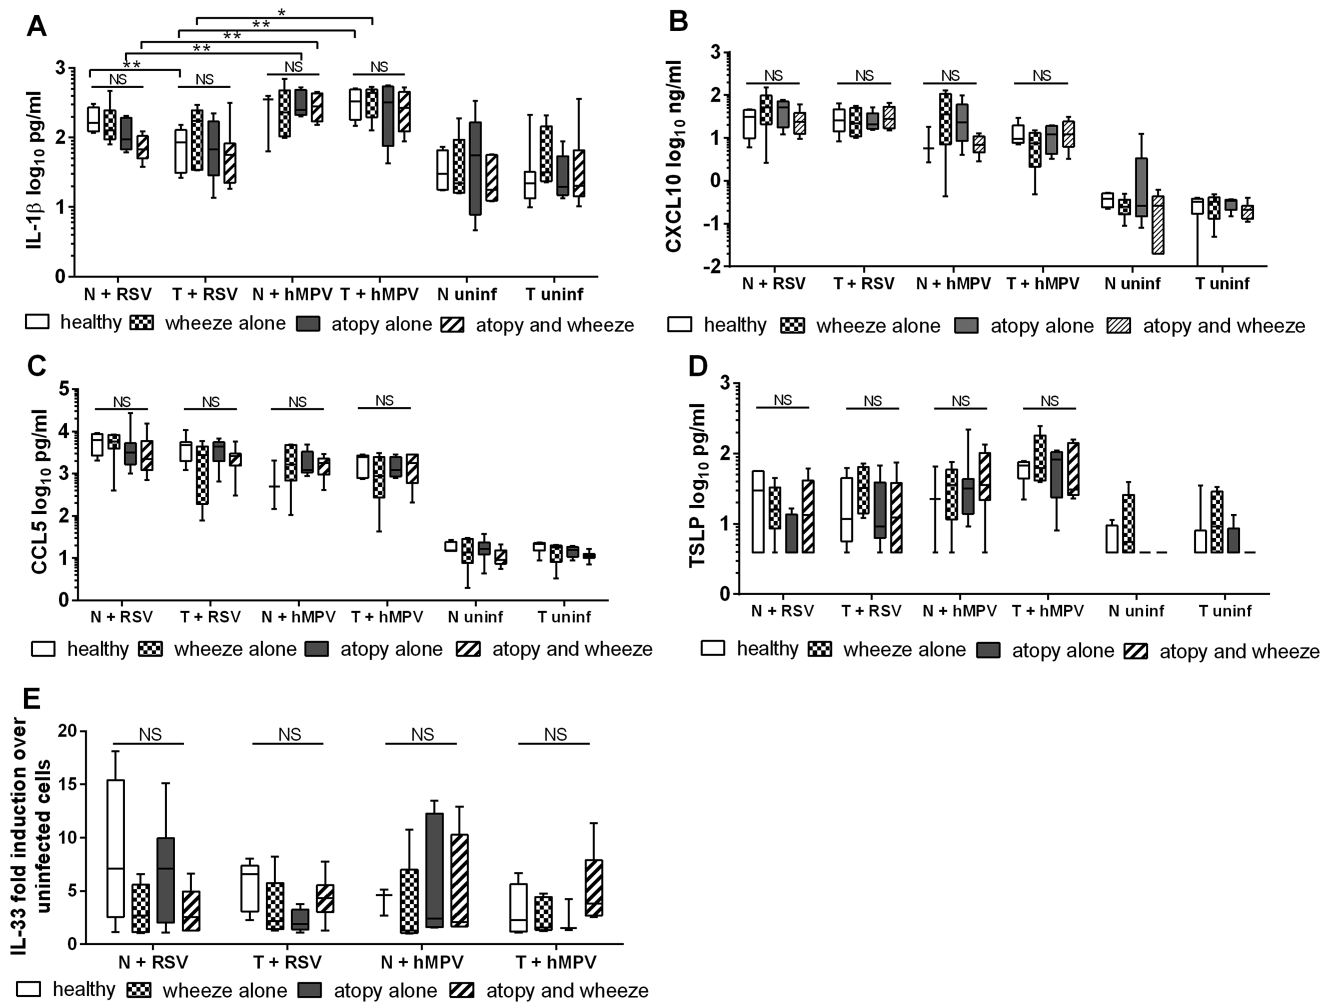 A
*
**
**
**
**
NS
NS
NS
NS
IL-1β log10 pg/ml
3
2
1
0
N + RSV T + RSV N + hMPV T + hMPV N uninf T uninf
healthy wheeze alone atopy alone atopy and wheeze
B
NS
NS
NS
NS
CXCL10 log10 ng/ml
3
2
1
0
-1
-2
N + RSV T + RSV N + hMPV T + hMPV N uninf T uninf
healthy wheeze alone atopy alone atopy and wheeze
C
NS
NS
NS
NS
CCL5 log10 pg/ml
5
4
3
2
1
0
N + RSV T + RSV N + hMPV T + hMPV N uninf T uninf
healthy wheeze alone atopy alone atopy and wheeze
D
NS
NS
NS
NS
TSLP log10 pg/ml
3
2
1
0
N + RSV T + RSV N + hMPV T + hMPV N uninf T uninf
healthy wheeze alone atopy alone atopy and wheeze
E
NS
NS
NS
NS
IL-33 fold induction over
uninfected cells
20
15
10
5
0
N + RSV T + RSV N + hMPV T + hMPV
healthy wheeze alone atopy alone atopy and wheeze